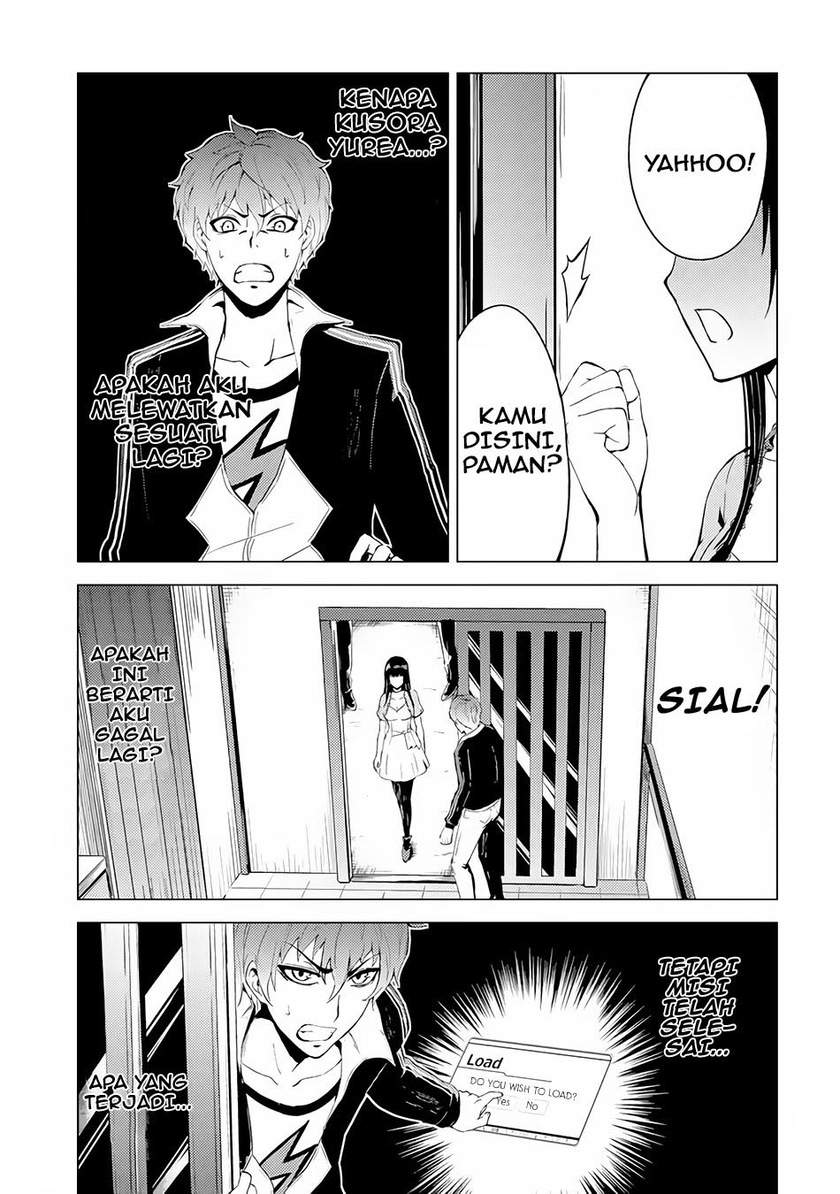 YAHHOO!
KAMU
DISINI,
PAMAN?
KENAPA
KUSORA
YUREA...?
APAKAH AKU
MELEWATKAN
SESUATU
LAGI?
SIAL!
APAKAH
INI
BERARTI
AKU
GAGAL
LAGI?
TETAPI
MISI
TELAH
SELE-
SAI...
Load
DO YOU WISH TO LOAD?
Yes No
APA YANG
TERJADI...